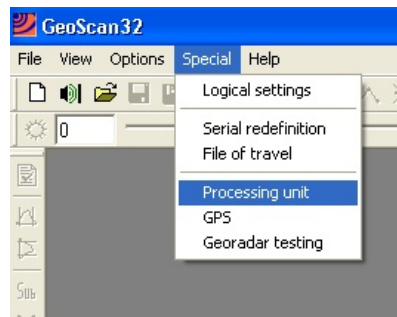 GeoScan32
File View Options Special Help
Logical settings
0
Serial redefinition
File of travel
Processing unit
GPS
Georadar testing
Sub